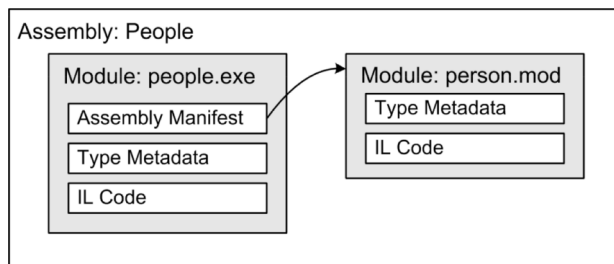 Assembly: People
Module: people.exe
Assembly Manifest
Type Metadata
IL Code
Module: person.mod
Type Metadata
IL Code